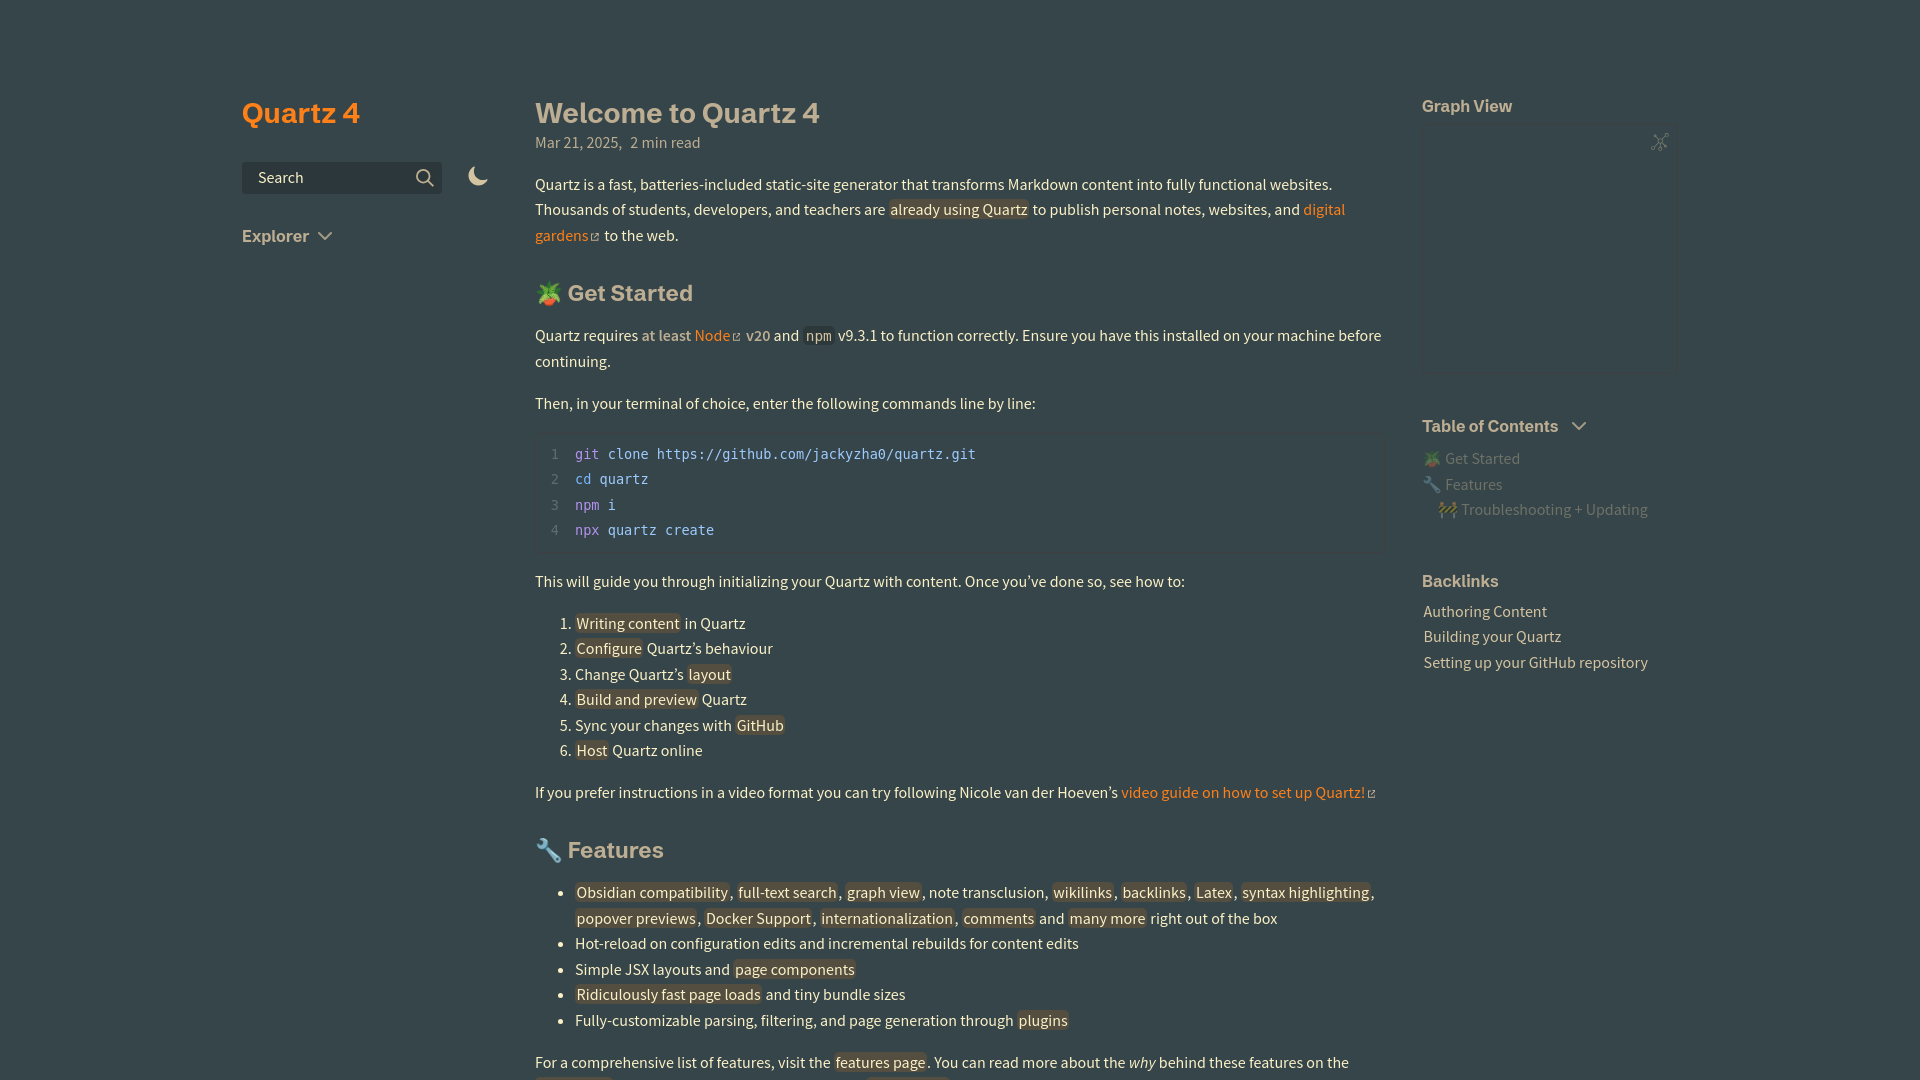 Quartz 4
Search
Explorer
Welcome to Quartz 4
Mar 21, 2025, 2 min read
Quartz is a fast, batteries-included static-site generator that transforms Markdown content into fully functional websites.
Thousands of students, developers, and teachers are already using Quartz to publish personal notes, websites, and digital
gardens to the web.
🪴 Get Started
Quartz requires at least Node v20 and npm v9.3.1 to function correctly. Ensure you have this installed on your machine before
continuing.
Then, in your terminal of choice, enter the following commands line by line:
1 git clone https://github.com/jackyzha0/quartz.git
2 cd quartz
3 npm i
4 npx quartz create
This will guide you through initializing your Quartz with content. Once you’ve done so, see how to:
1. Writing content in Quartz
2. Configure Quartz’s behaviour
3. Change Quartz’s layout
4. Build and preview Quartz
5. Sync your changes with GitHub
6. Host Quartz online
If you prefer instructions in a video format you can try following Nicole van der Hoeven’s video guide on how to set up Quartz!
🔧 Features
• Obsidian compatibility, full-text search, graph view, note transclusion, wikilinks, backlinks, Latex, syntax highlighting,
popover previews, Docker Support, internationalization, comments and many more right out of the box
• Hot-reload on configuration edits and incremental rebuilds for content edits
• Simple JSX layouts and page components
• Ridiculously fast page loads and tiny bundle sizes
• Fully-customizable parsing, filtering, and page generation through plugins
For a comprehensive list of features, visit the features page. You can read more about the why behind these features on the
Graph View
Table of Contents
🪴 Get Started
🔧 Features
🚧 Troubleshooting + Updating
Backlinks
Authoring Content
Building your Quartz
Setting up your GitHub repository